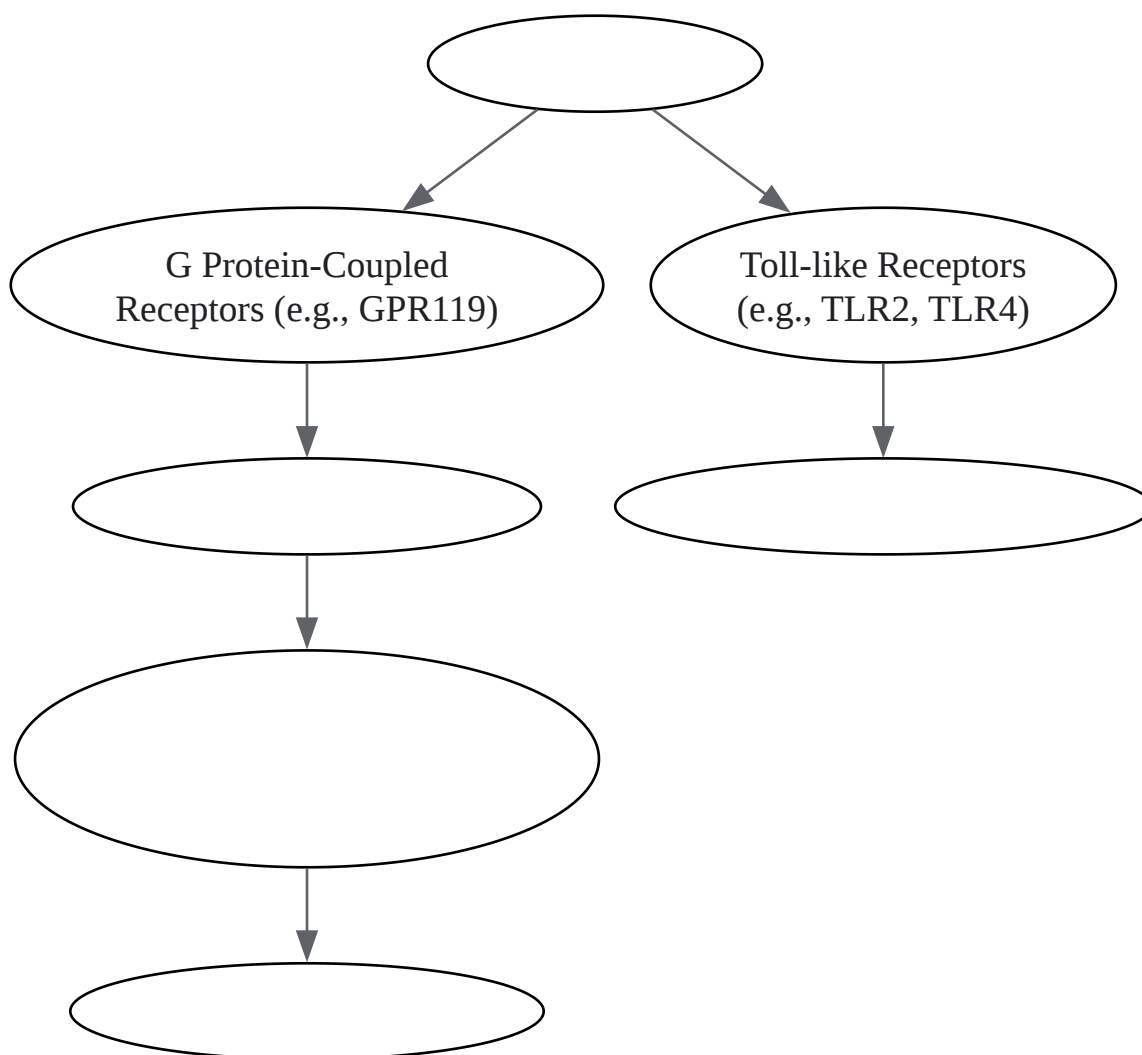 G Protein-Coupled
Receptors (e.g., GPR119)
Toll-like Receptors
(e.g., TLR2, TLR4)